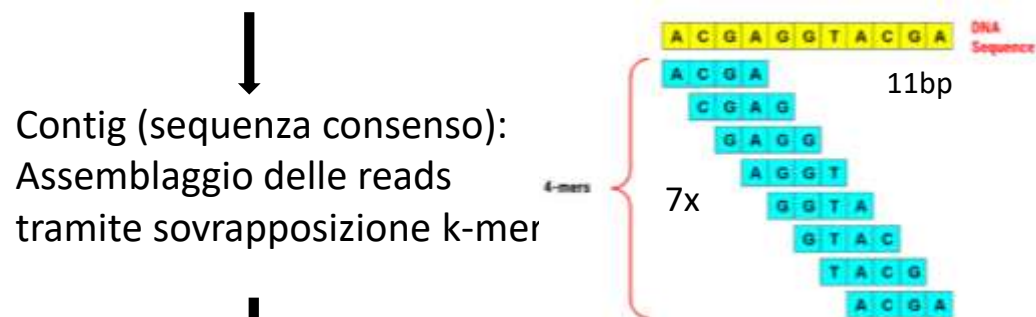 Contig (sequenza consenso):
Assemblaggio delle reads
tramite sovrapposizione k-mer
A C G A G G T A C G A
DNA
Sequence
11bp
4-mers
7x
A C G A
C G A G
G A G G
A G G T
G G T A
G T A C
T A C G
A C G A